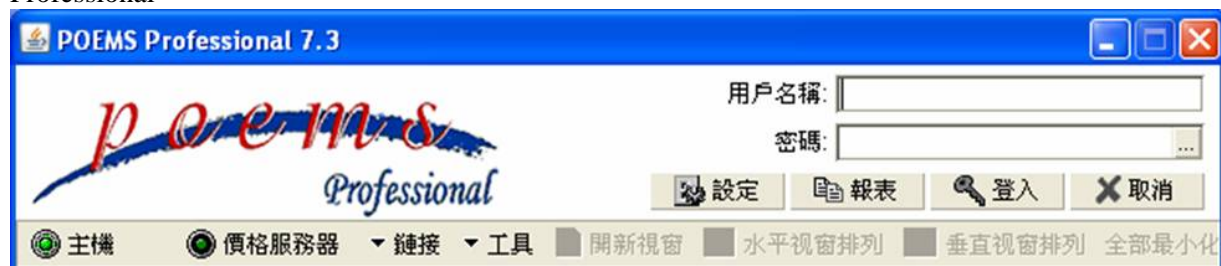 POEMS Professional 7.3
poems
Professional
用戶名稱:
密碼:
...
設定 報表 登入 取消
主機 價格服務器 鏈接 工具 開新視窗 水平视窗排列 垂直视窗排列 全部最小化